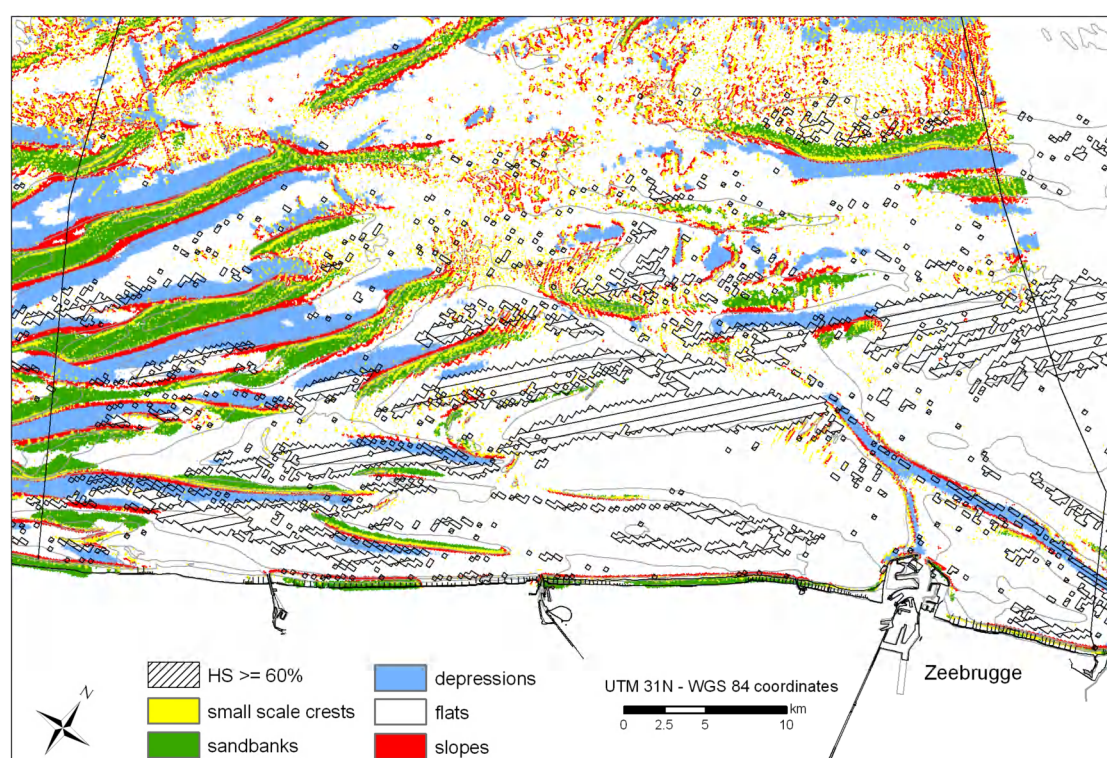 HS >= 60%
small scale crests
sandbanks
depressions
flats
slopes
UTM 31N - WGS 84 coordinates
km
0 2.5 5 10
Zeebrugge
N